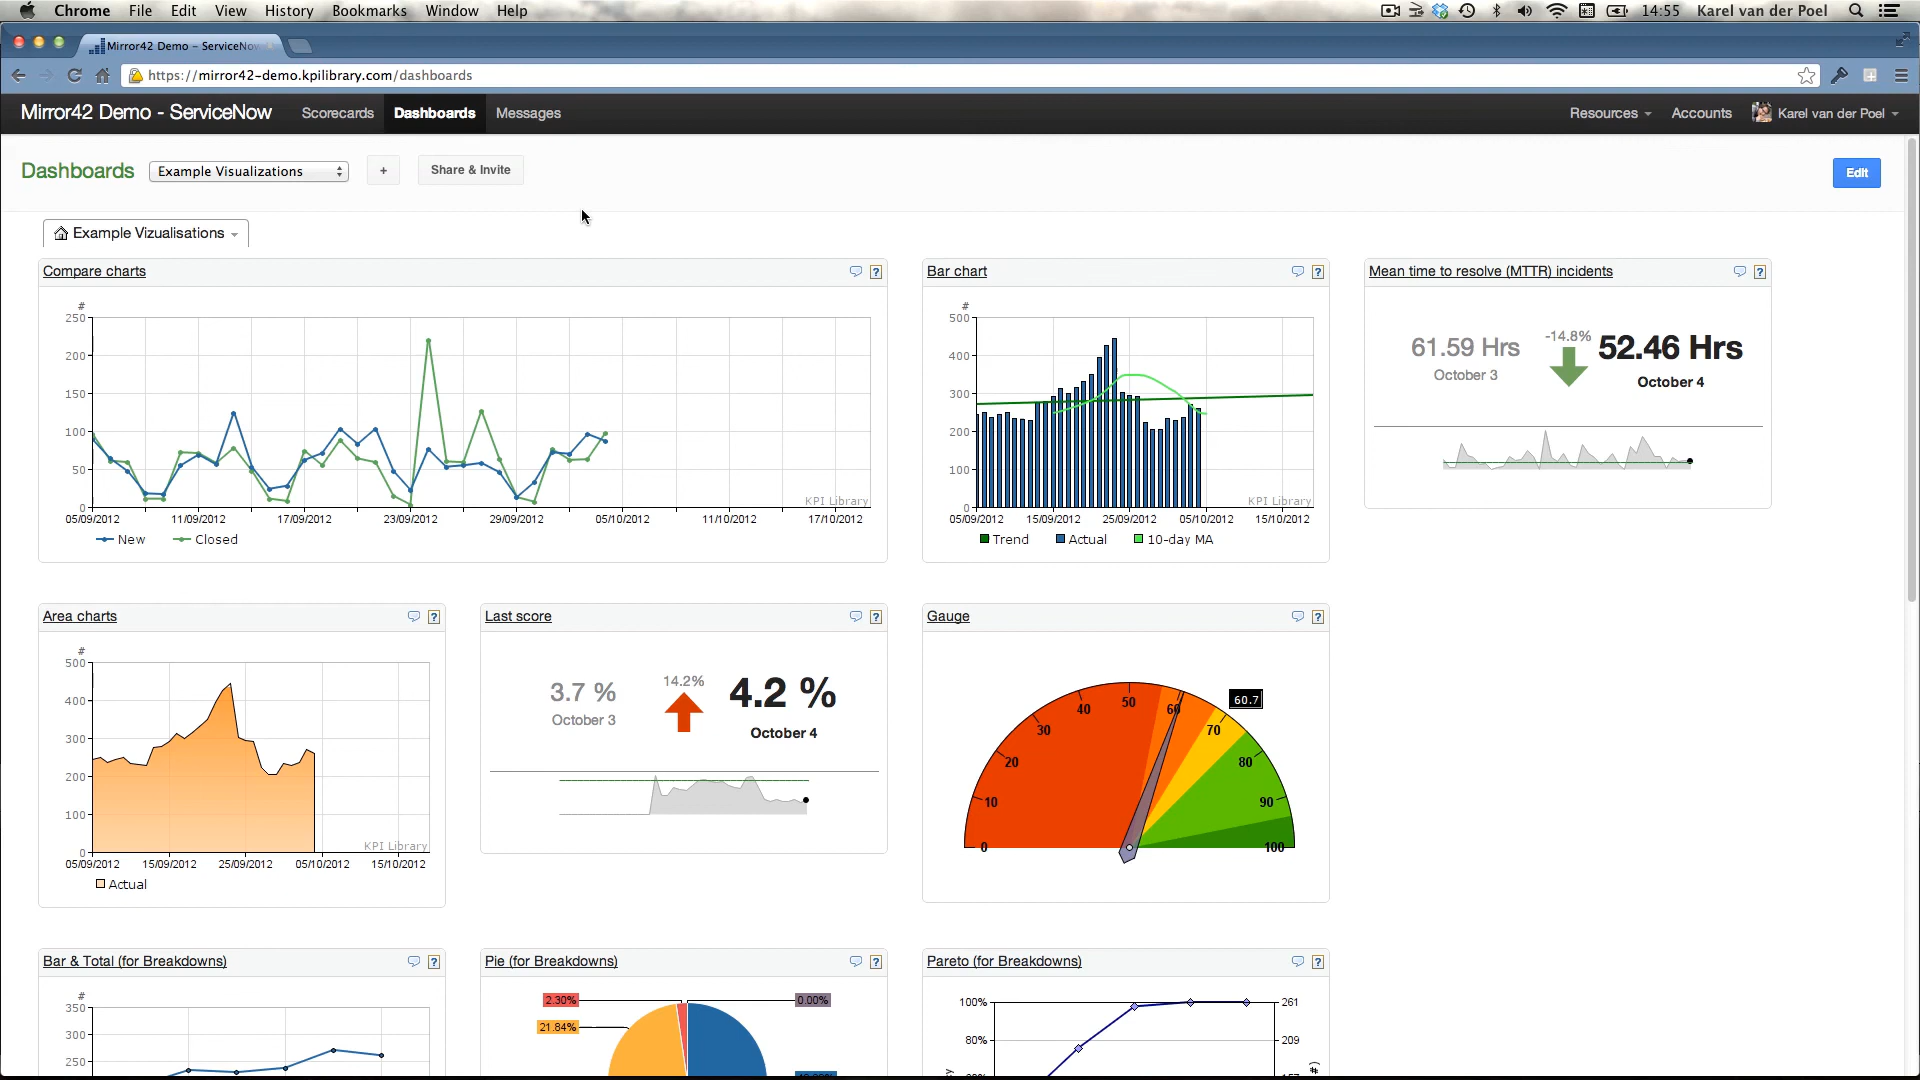 Chrome File Edit View History Bookmarks Window Help 14:55 Karel van der Poel
Mirror42 Demo – ServiceNow
https://mirror42-demo.kpilibrary.com/dashboards
Mirror42 Demo - ServiceNow Scorecards Dashboards Messages Resources Accounts Karel van der Poel
Dashboards Example Visualizations + Share & Invite Edit
Example Vizualisations
Compare charts ?
#
250
200
150
100
50
0
05/09/2012 11/09/2012 17/09/2012 23/09/2012 29/09/2012 05/10/2012 11/10/2012 17/10/2012
KPI Library
New Closed
Bar chart ?
#
500
400
300
200
100
0
05/09/2012 15/09/2012 25/09/2012 05/10/2012 15/10/2012
KPI Library
Trend Actual 10-day MA
Mean time to resolve (MTTR) incidents ?
61.59 Hrs -14.8% 52.46 Hrs
October 3 October 4
Area charts ?
#
500
400
300
200
100
0
05/09/2012 15/09/2012 25/09/2012 05/10/2012 15/10/2012
KPI Library
Actual
Last score ?
3.7 % 14.2% 4.2 %
October 3 October 4
Gauge ?
0 10 20 30 40 50 60 70 80 90 100
60.7
Bar & Total (for Breakdowns) ?
#
350
300
250
Pie (for Breakdowns) ?
2.30% 0.00%
21.84%
Pareto (for Breakdowns) ?
100% 261
80% 209